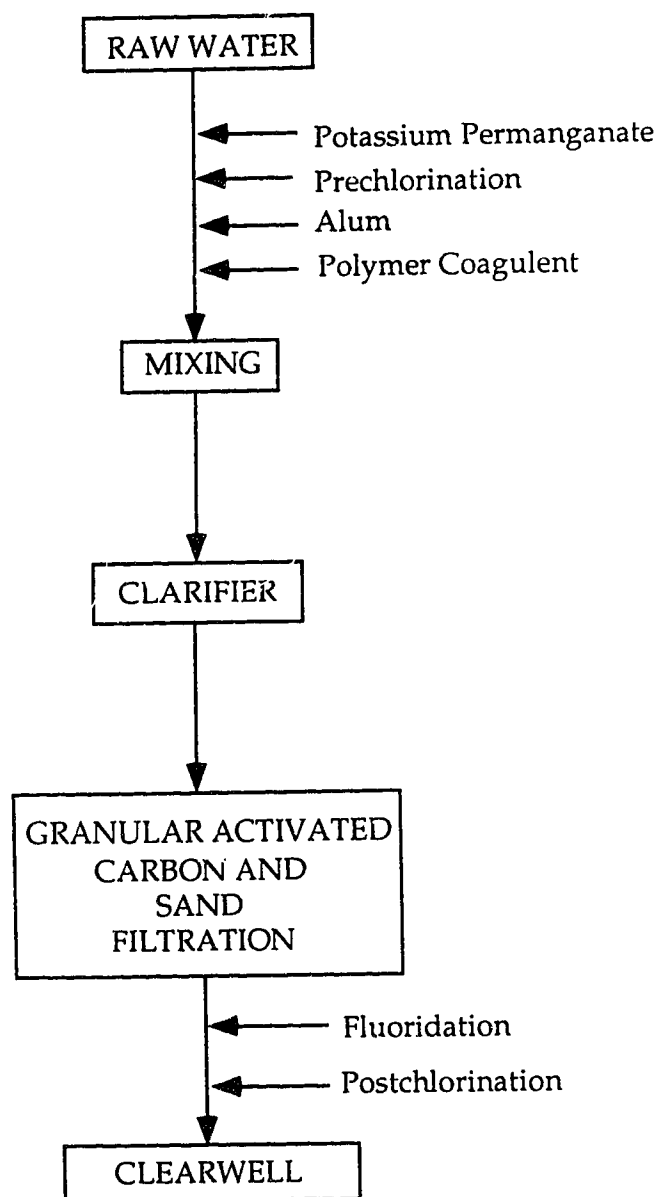 RAW WATER
Potassium Permanganate
Prechlorination
Alum
Polymer Coagulent
MIXING
CLARIFIER
GRANULAR ACTIVATED
CARBON AND
SAND
FILTRATION
Fluoridation
Postchlorination
CLEARWELL